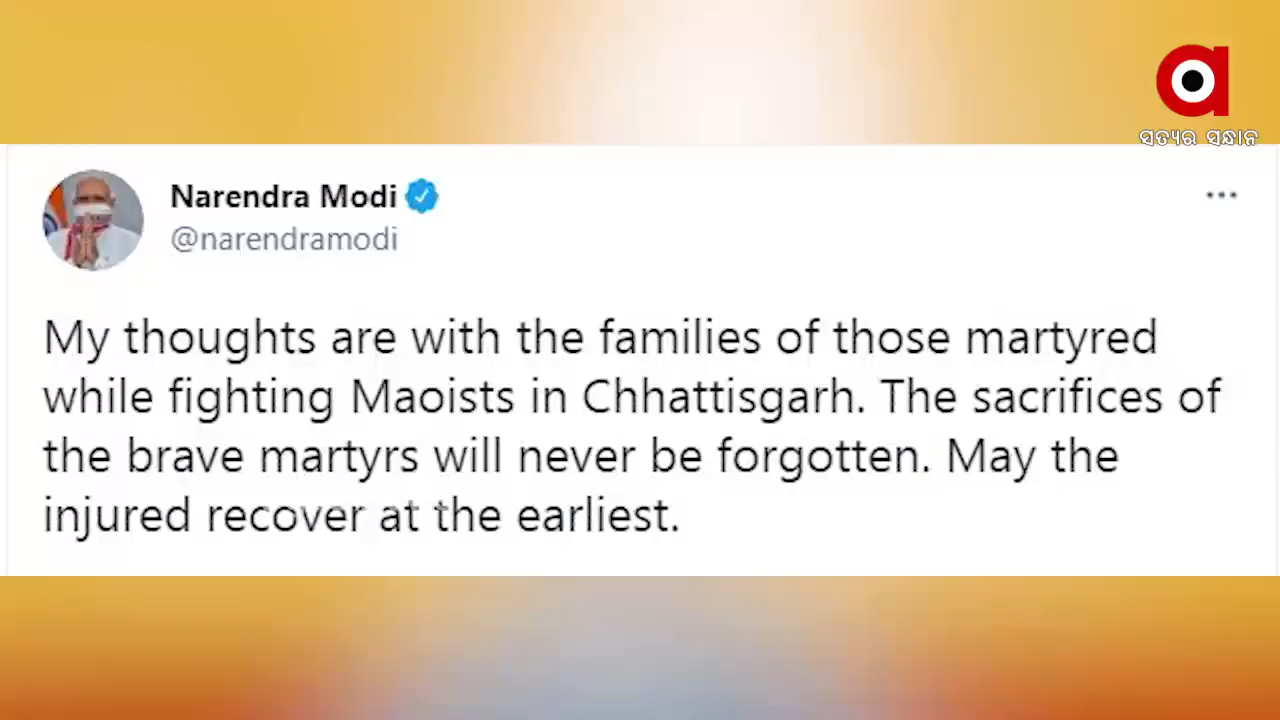 ସତ୍ୟର ସନ୍ଧାନ
Narendra Modi
@narendramodi
My thoughts are with the families of those martyred
while fighting Maoists in Chhattisgarh. The sacrifices of
the brave martyrs will never be forgotten. May the
injured recover at the earliest.